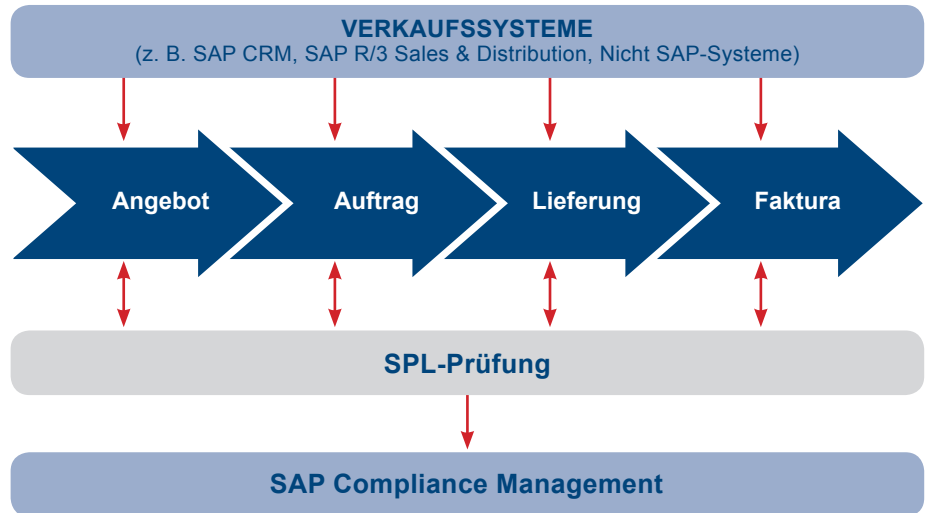 VERKAUFSSYSTEME
(z. B. SAP CRM, SAP R/3 Sales & Distribution, Nicht SAP-Systeme)
Angebot
Auftrag
Lieferung
Faktura
SPL-Prüfung
SAP Compliance Management